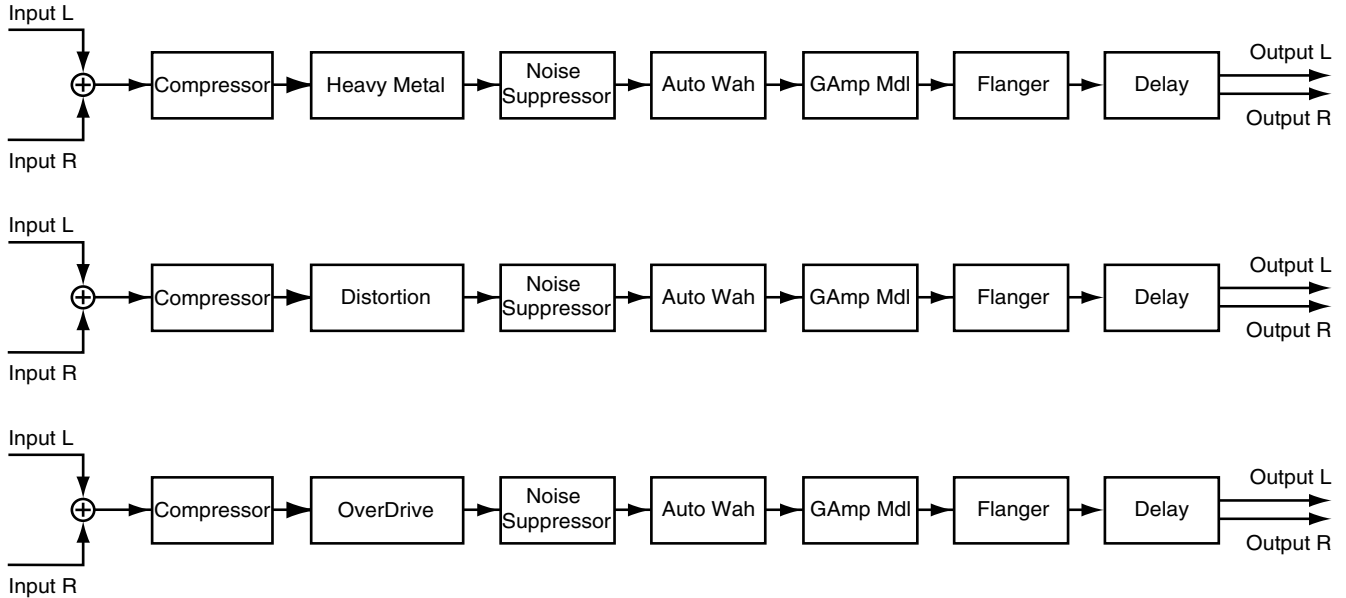 Input L
Compressor
Heavy Metal
Noise
Suppressor
Auto Wah
GAmp Mdl
Flanger
Delay
Output L
Output R
Input R
Input L
Compressor
Distortion
Noise
Suppressor
Auto Wah
GAmp Mdl
Flanger
Delay
Output L
Output R
Input R
Input L
Compressor
OverDrive
Noise
Suppressor
Auto Wah
GAmp Mdl
Flanger
Delay
Output L
Output R
Input R